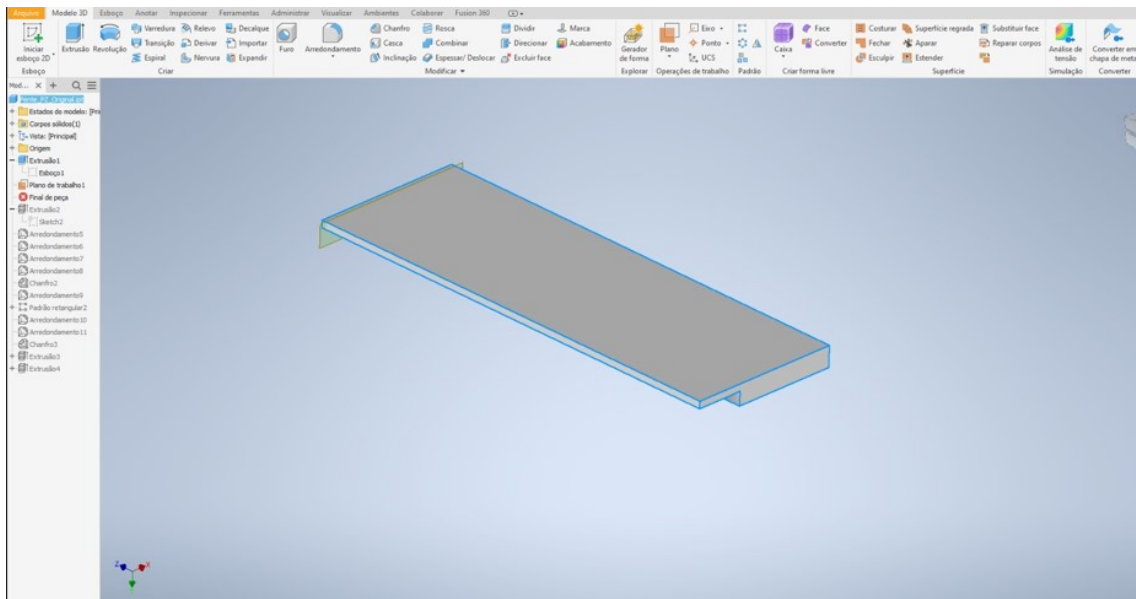 Arquivo Modelo 3D Esboço Anotar Inspecionar Ferramentas Administrar Visualizar Ambientes Colaborar Fusion 360
Iniciar esboço 2D
Extrusão
Revolução
Varredura Relevo Decalque
Transição Derivar Importar
Espiral Nervura Expandir
Furo
Arredondamento
Chanfro Rosca Dividir Marca
Casca Combinar Direcionar Acabamento
Inclinação Espessar/ Deslocar Excluir face
Gerador de forma
Plano
Eixo
Ponto
UCS
Caixa
Face
Converter
Costurar Superfície regrada Substituir face
Fechar Aparar Reparar corpos
Esculpir Estender
Análise de tensão
Converter em chapa de meta
Esboço Criar Modificar Explorar Operações de trabalho Padrão Criar forma livre Superfície Simulação Converter
Mod... X +
Estados de modelo: [Pri
Corpos sólidos(1)
Vista: [Principal]
Origem
Extrusão1
Esboço1
Plano de trabalho1
Final de peça
Extrusão2
Sketch2
Arredondamento5
Arredondamento6
Arredondamento7
Arredondamento8
Chanfro2
Arredondamento9
Padrão retangular2
Arredondamento10
Arredondamento11
Chanfro3
Extrusão3
Extrusão4
Z X